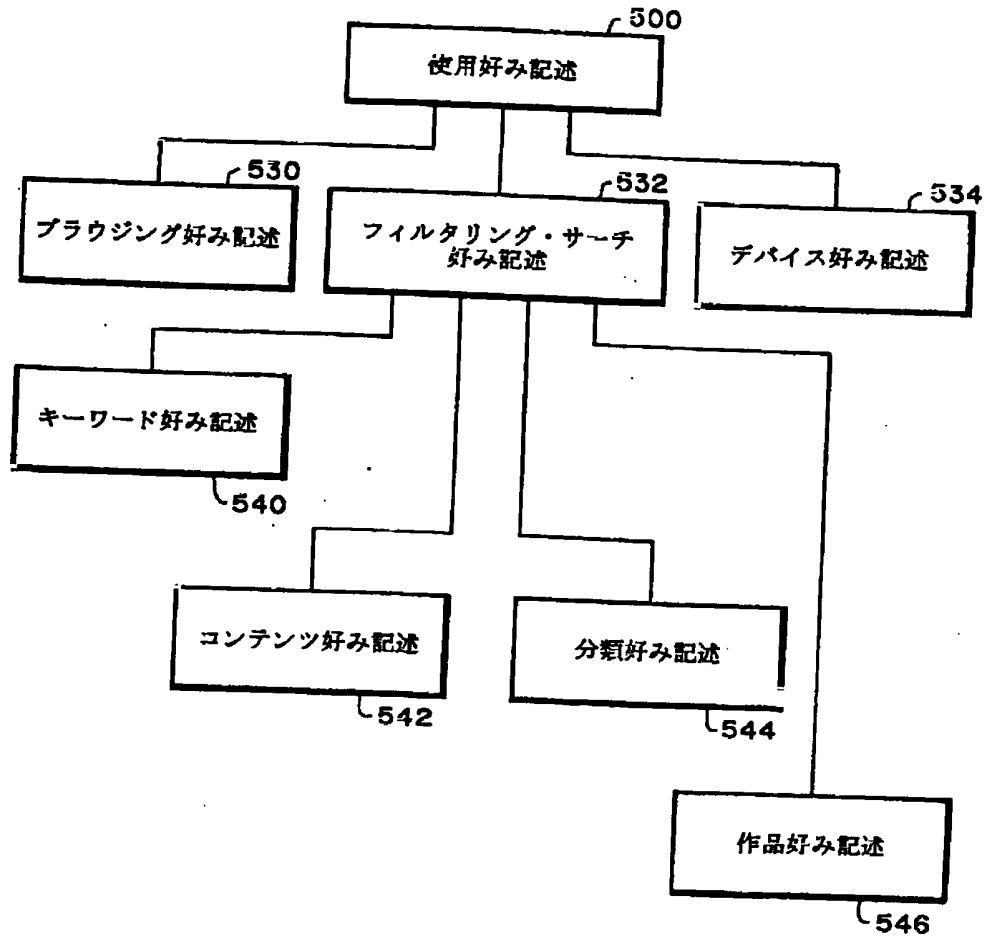 500
使用好み記述
530
ブラウジング好み記述
532
フィルタリング・サーチ
好み記述
534
デバイス好み記述
キーワード好み記述
540
コンテンツ好み記述
542
分類好み記述
544
作品好み記述
546